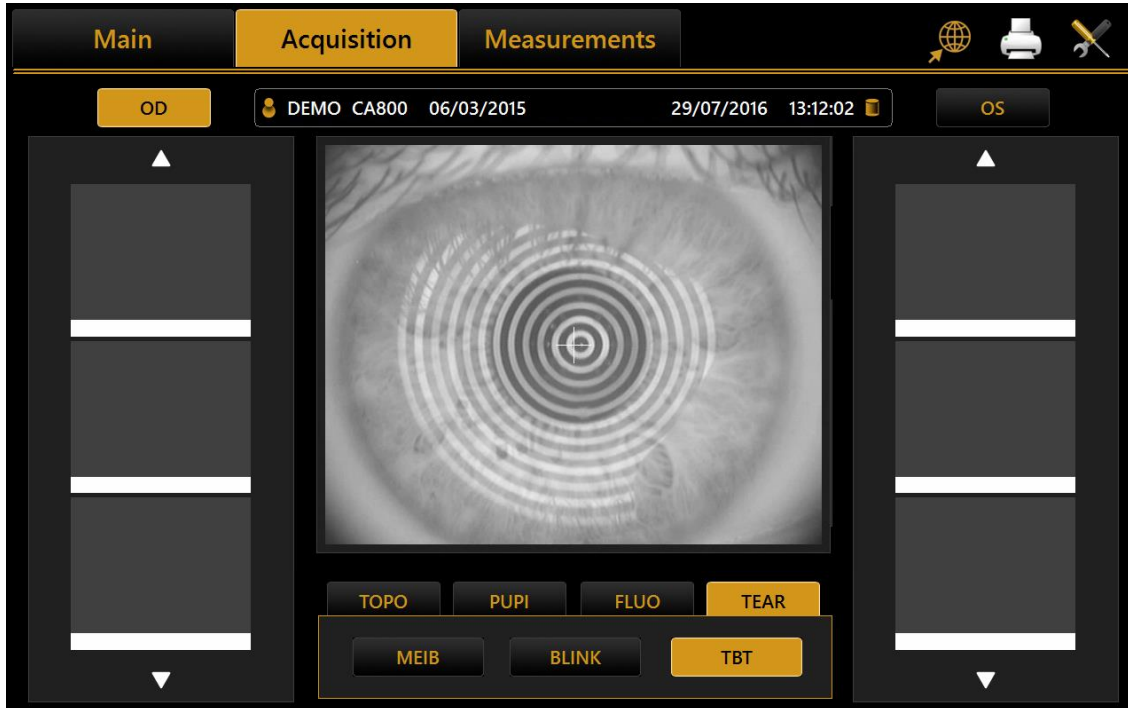 Main Acquisition Measurements
OD DEMO CA800 06/03/2015 29/07/2016 13:12:02 OS
TOPO PUPI FLUO TEAR
MEIB BLINK TBT